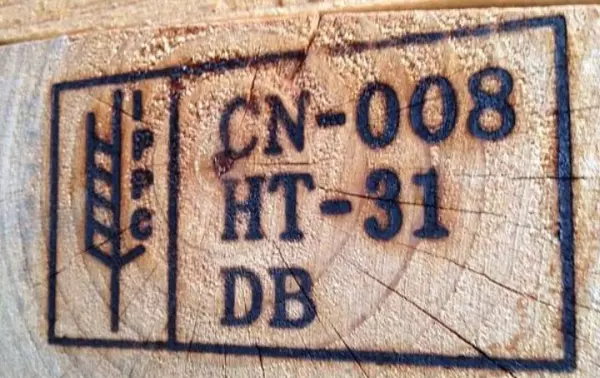 IPPC
CN-008
HT-31
DB